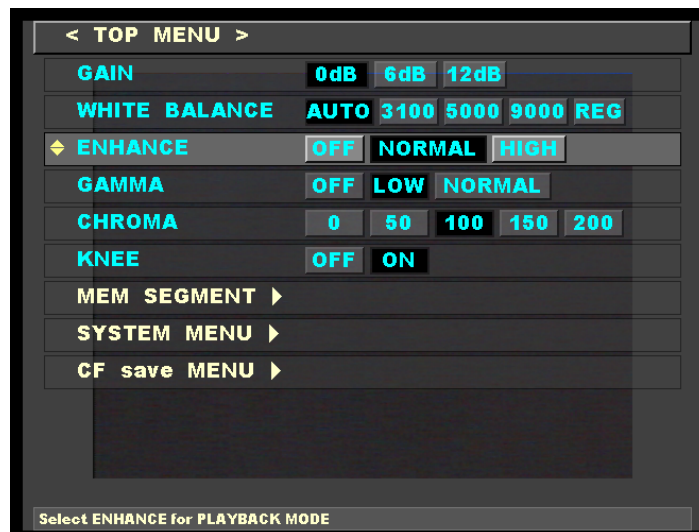 < TOP MENU >
GAIN 0dB 6dB 12dB
WHITE BALANCE AUTO 3100 5000 9000 REG
ENHANCE OFF NORMAL HIGH
GAMMA OFF LOW NORMAL
CHROMA 0 50 100 150 200
KNEE OFF ON
MEM SEGMENT
SYSTEM MENU
CF save MENU
Select ENHANCE for PLAYBACK MODE